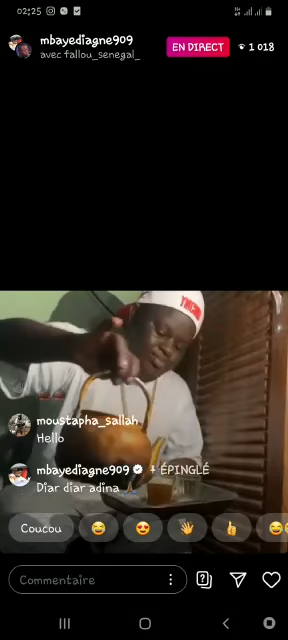 02:25
mbayediagne909
avec fallou_senegal_
EN DIRECT
1 018
moustapha_sallah
Hello
mbayediagne909 ÉPINGLÉ
Diar diar adina 🙏
Coucou 😂 😍 👋 👍 😂
Commentaire